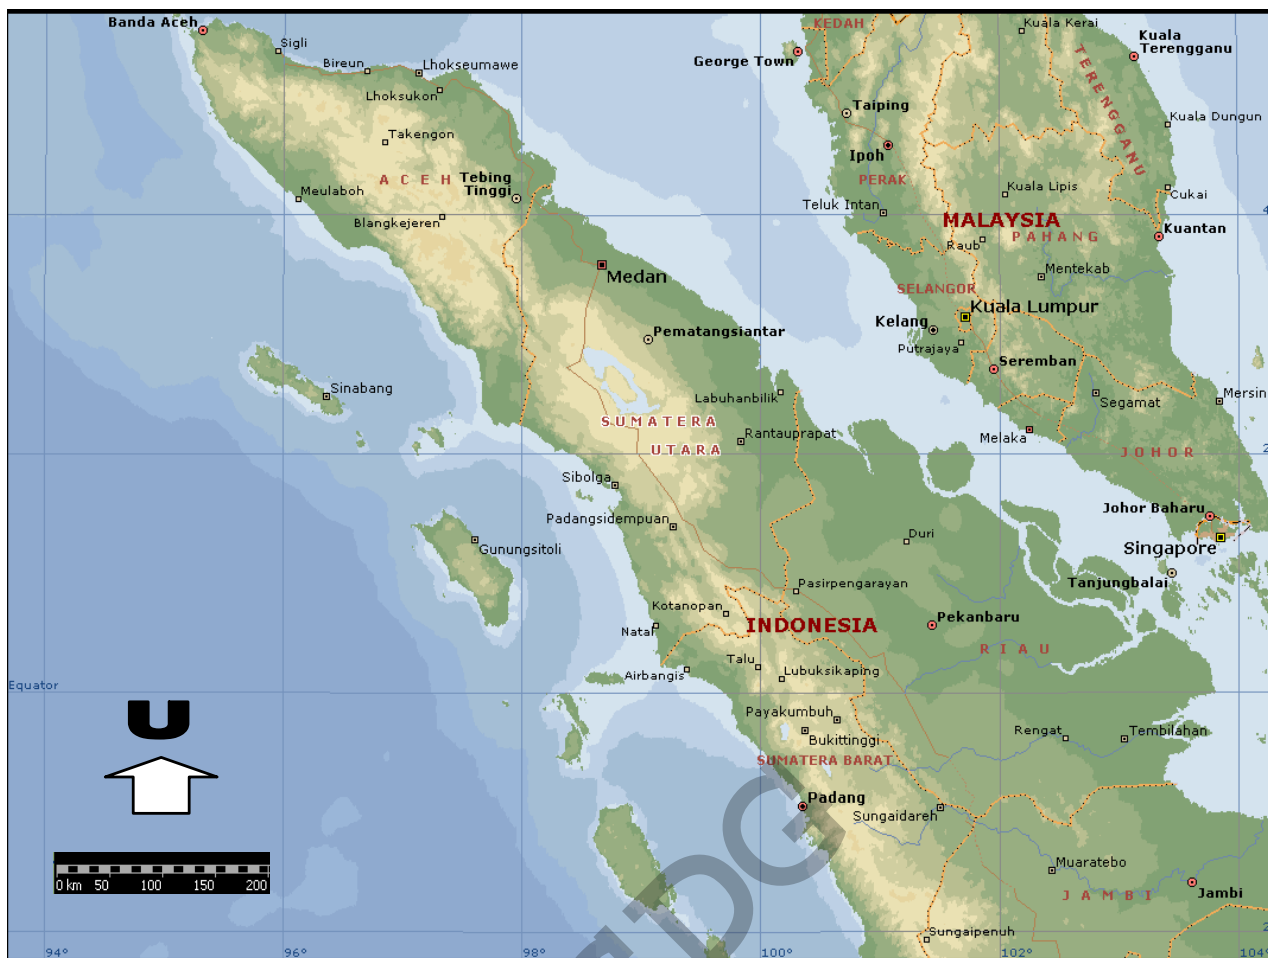 Banda Aceh
Sigli
Bireun
Lhokseumawe
Lhoksukon
Takengon
A C E H
Tebing
Tinggi
Meulaboh
Blangkejeren
Medan
Pematangsiantar
Sinabang
Labuhanbilik
SUMATERA
UTARA
Rantauprapat
Sibolga
Padangsidempuan
Gunungsitoli
Kotanopan
Natal
Airbangis
Talu
Lubuksikaping
Payakumbuh
Bukittinggi
SUMATERA BARAT
Padang
Sungaidareh
Sungaipenuh
KEDAH
Kuala Kerai
Kuala
Terengganu
George Town
TERENGGANU
Taiping
Kuala Dungun
Ipoh
PERAK
Kuala Lipis
Cukai
Teluk Intan
MALAYSIA
PAHANG
Kuantan
Raub
Mentekab
SELANGOR
Kuala Lumpur
Kelang
Putrajaya
Seremban
Segamat
Mersin
Melaka
JOHOR
Johor Baharu
Singapore
Tanjungbalai
Duri
Pasirpengarayan
INDONESIA
Pekanbaru
RIAU
Rengat
Tembilahan
Muaratebo
JAMBI
Jambi
Equator
U
0 km 50 100 150 200
94° 96° 98° 100° 102° 104°
4
2
2